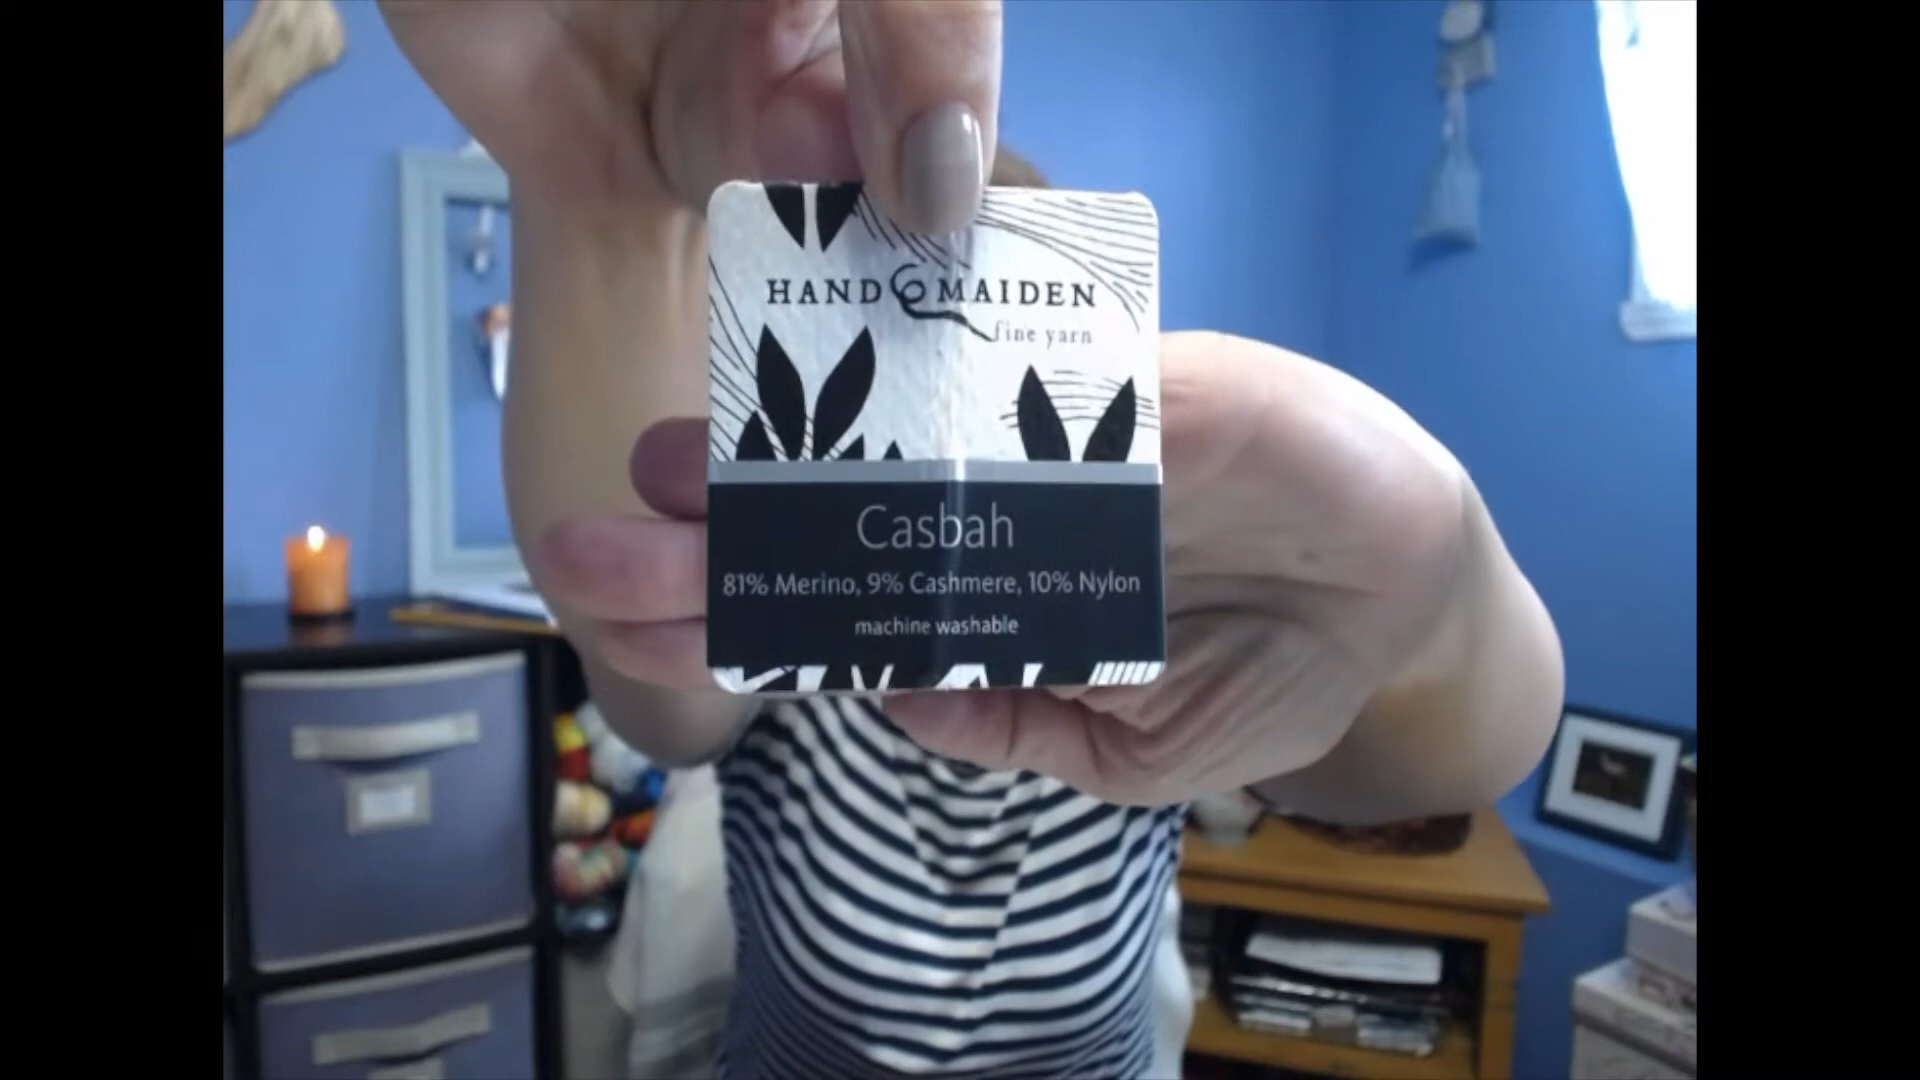 HAND MAIDEN
fine yarn
Casbah
81% Merino, 9% Cashmere, 10% Nylon
machine washable